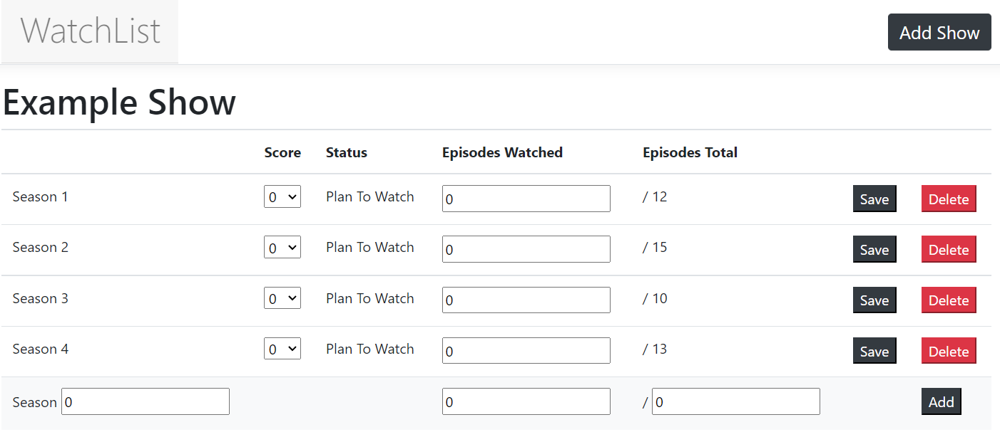 WatchList
Add Show
Example Show
Score Status Episodes Watched Episodes Total
Season 1 0 Plan To Watch 0 / 12 Save Delete
Season 2 0 Plan To Watch 0 / 15 Save Delete
Season 3 0 Plan To Watch 0 / 10 Save Delete
Season 4 0 Plan To Watch 0 / 13 Save Delete
Season 0 0 / 0 Add